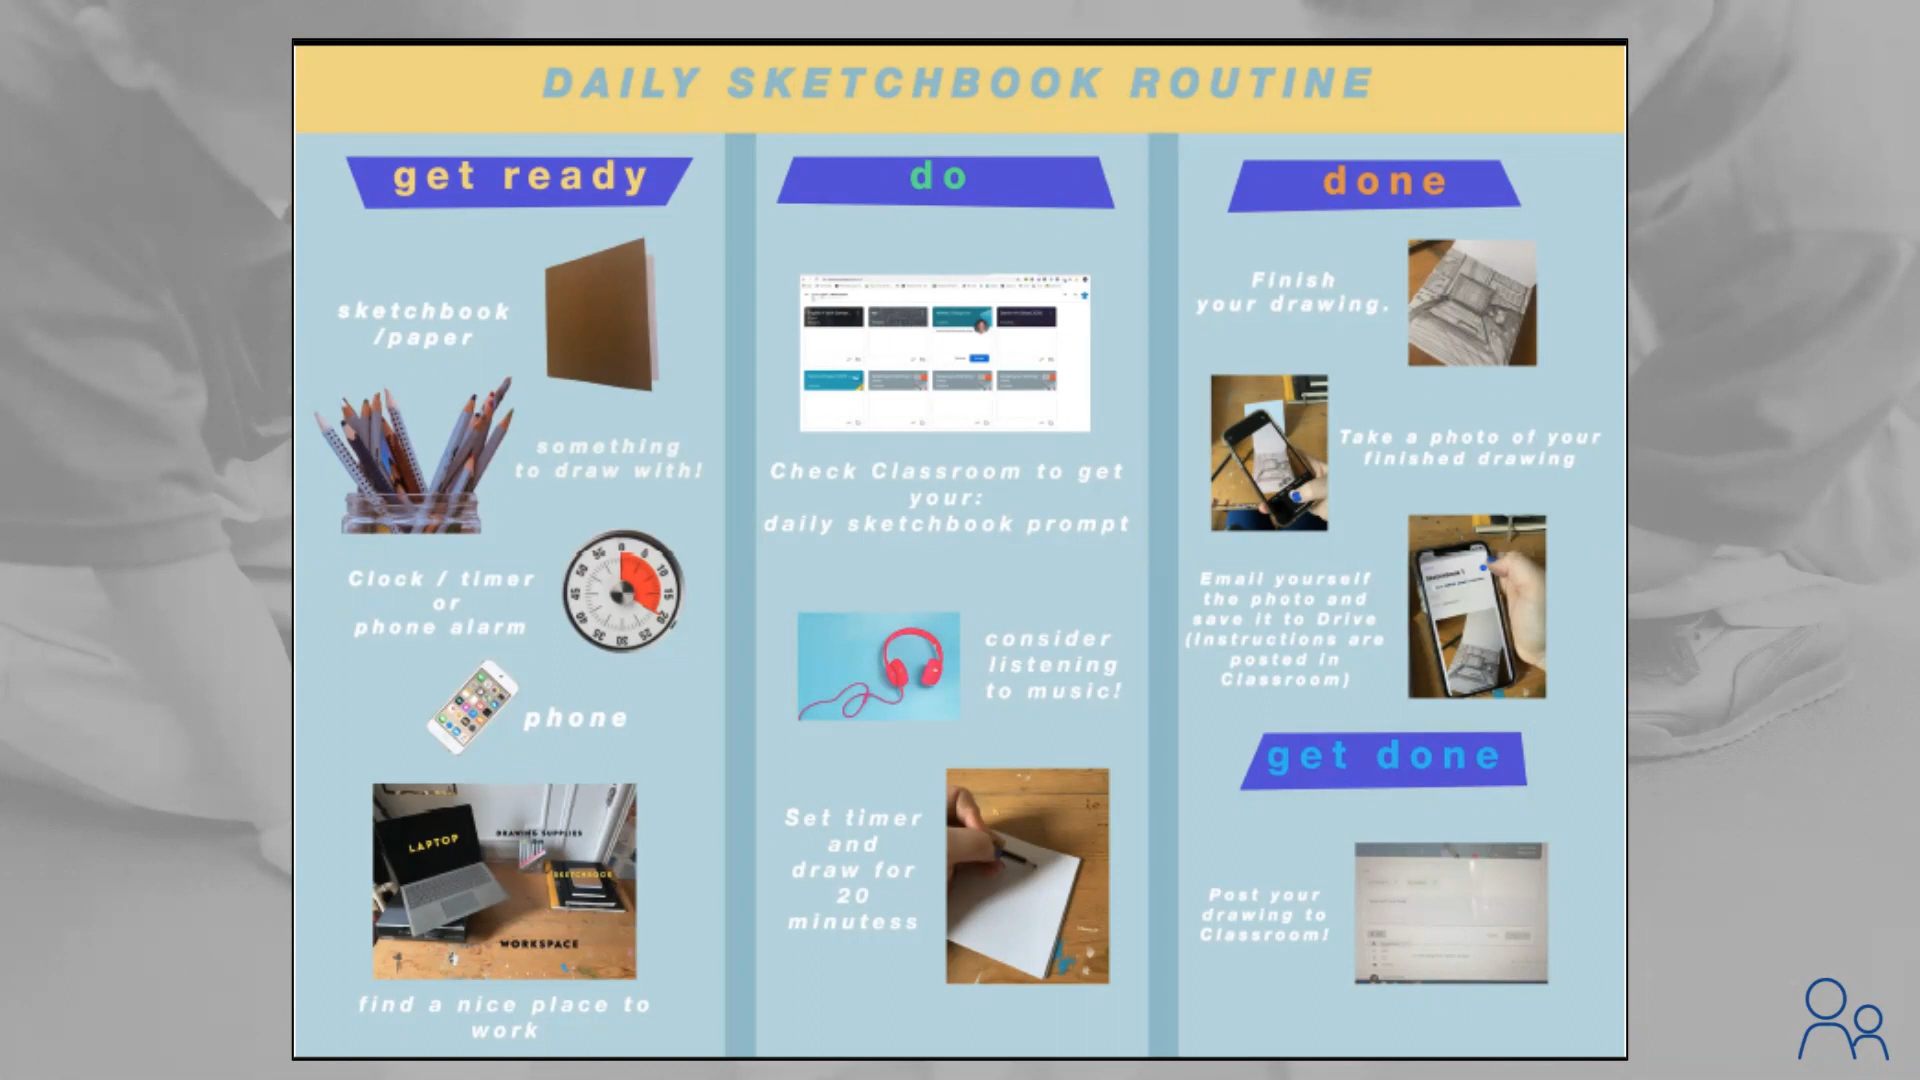 DAILY SKETCHBOOK ROUTINE
get ready
sketchbook
/paper
something
to draw with!
Clock / timer
or
phone alarm
phone
LAPTOP
DRAWING SUPPLIES
SKETCHBOOK
WORKSPACE
find a nice place to
work
do
Check Classroom to get
your:
daily sketchbook prompt
consider
listening
to music!
Set timer
and
draw for
20
minutess
done
Finish
your drawing.
Take a photo of your
finished drawing
Email yourself
the photo and
save it to Drive
(Instructions are
posted in
Classroom)
get done
Post your
drawing to
Classroom!